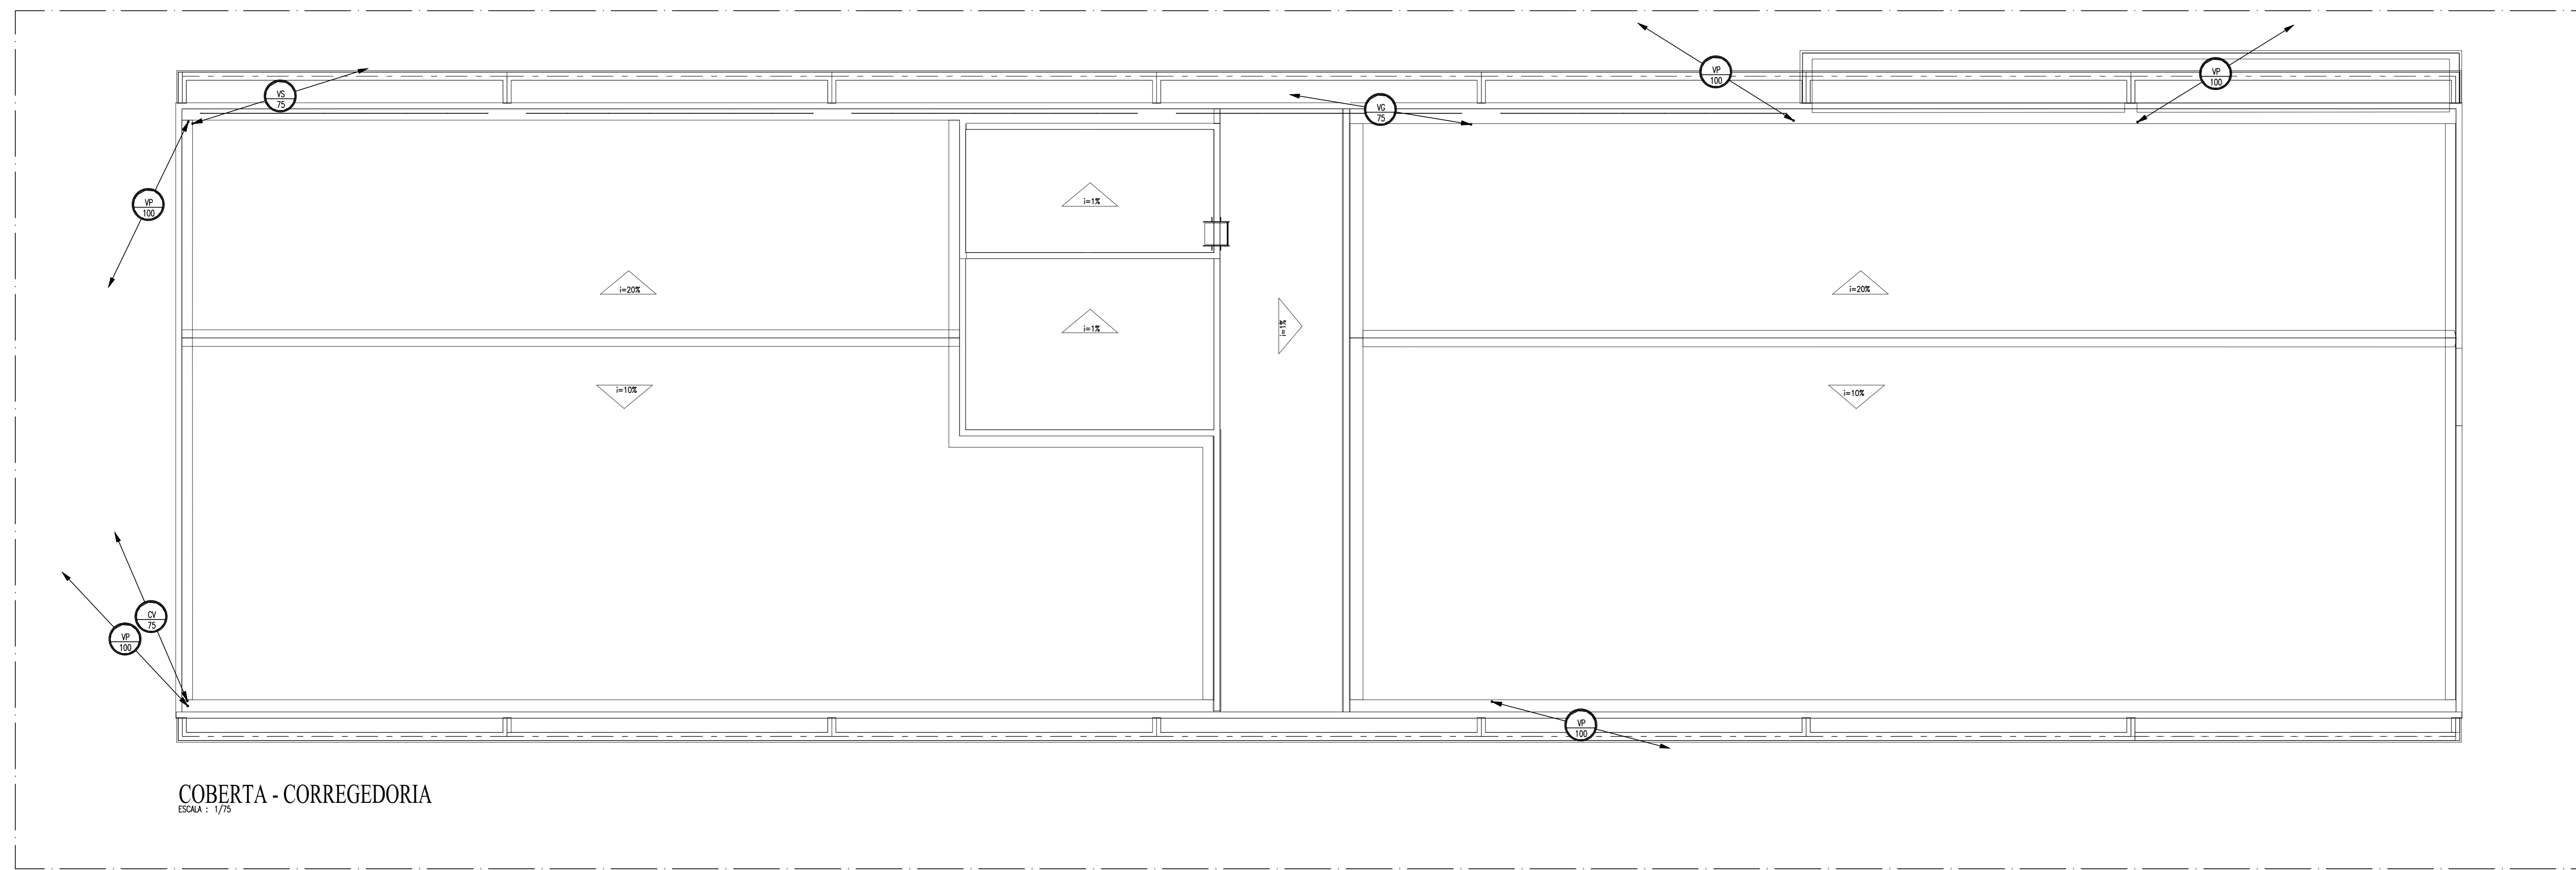 VP
100
VP
100
VS
75
VG
75
VP
100
i=1%
i=20%
i=20%
i=1%
i=1%
i=10%
i=10%
CV
75
VP
100
VP
100
COBERTA - CORREGEDORIA
ESCALA : 1/75